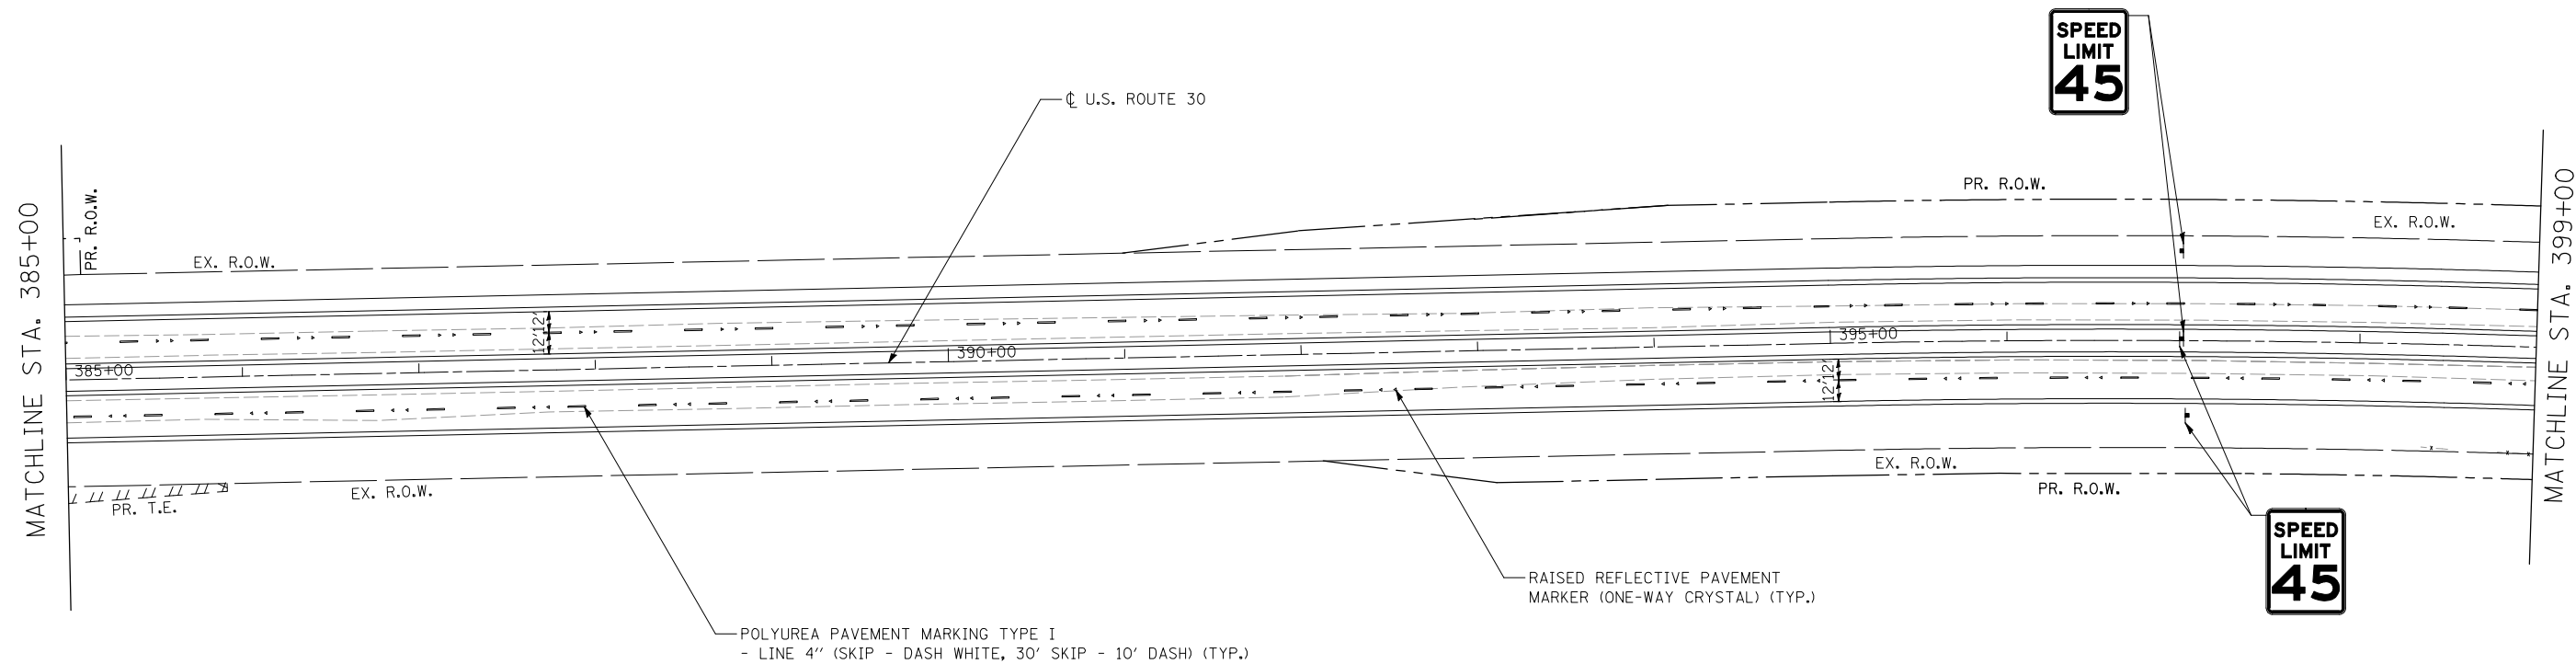 SPEED
LIMIT
45
℄ U.S. ROUTE 30
MATCHLINE STA. 385+00
PR. R.O.W.
EX. R.O.W.
PR. R.O.W.
EX. R.O.W.
MATCHLINE STA. 399+00
12'
12'
385+00
390+00
395+00
12'
12'
PR. T.E.
EX. R.O.W.
EX. R.O.W.
PR. R.O.W.
SPEED
LIMIT
45
RAISED REFLECTIVE PAVEMENT
MARKER (ONE-WAY CRYSTAL) (TYP.)
POLYUREA PAVEMENT MARKING TYPE I
- LINE 4" (SKIP - DASH WHITE, 30' SKIP - 10' DASH) (TYP.)